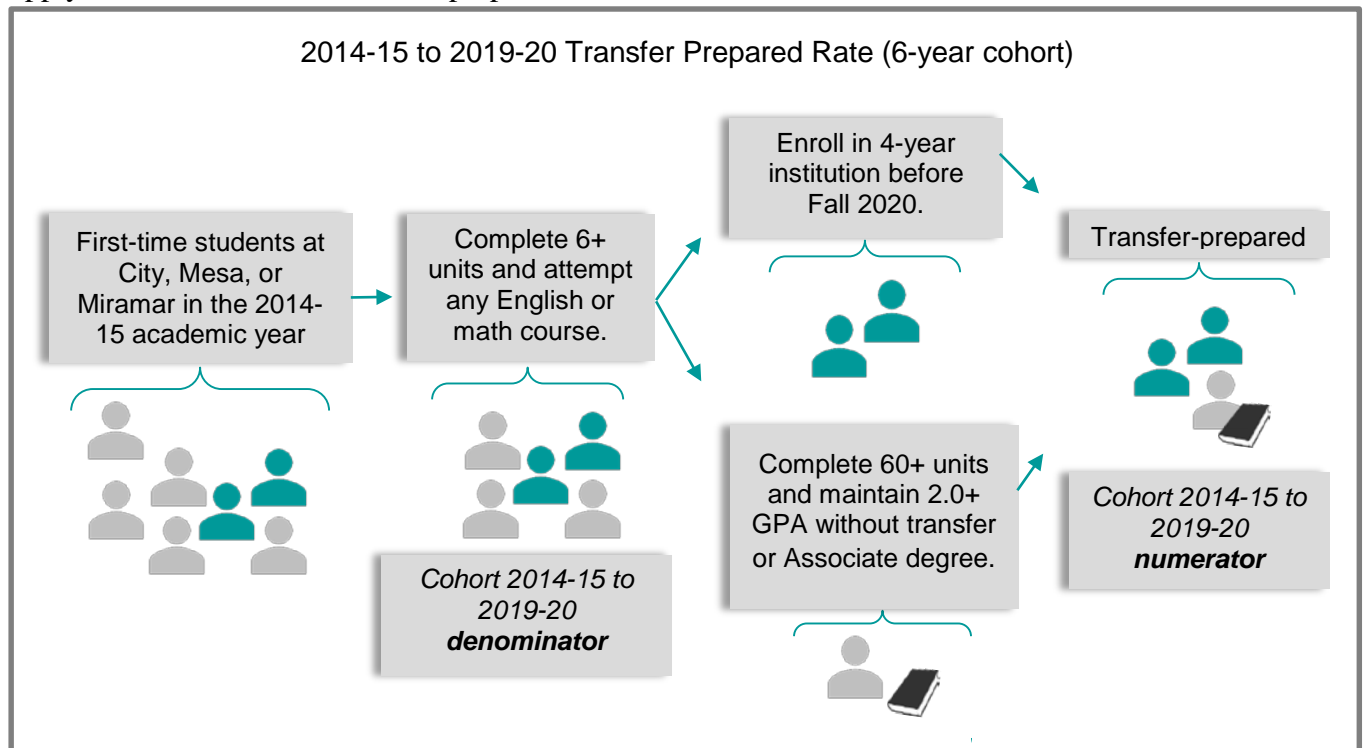 2014-15 to 2019-20 Transfer Prepared Rate (6-year cohort)
First-time students at
City, Mesa, or
Miramar in the 2014-
15 academic year
Complete 6+
units and attempt
any English or
math course.
Cohort 2014-15 to
2019-20
denominator
Enroll in 4-year
institution before
Fall 2020.
Complete 60+ units
and maintain 2.0+
GPA without transfer
or Associate degree.
Transfer-prepared
Cohort 2014-15 to
2019-20
numerator